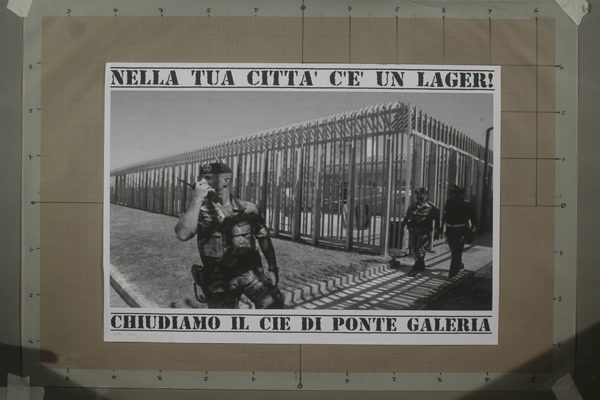 NELLA TUA CITTA' C'E' UN LAGER!
CHIUDIAMO IL CIE DI PONTE GALERIA